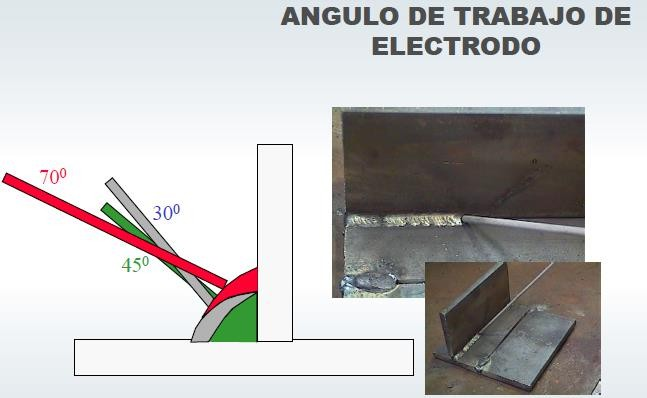 ANGULO DE TRABAJO DE
ELECTRODO
70⁰
30⁰
45⁰